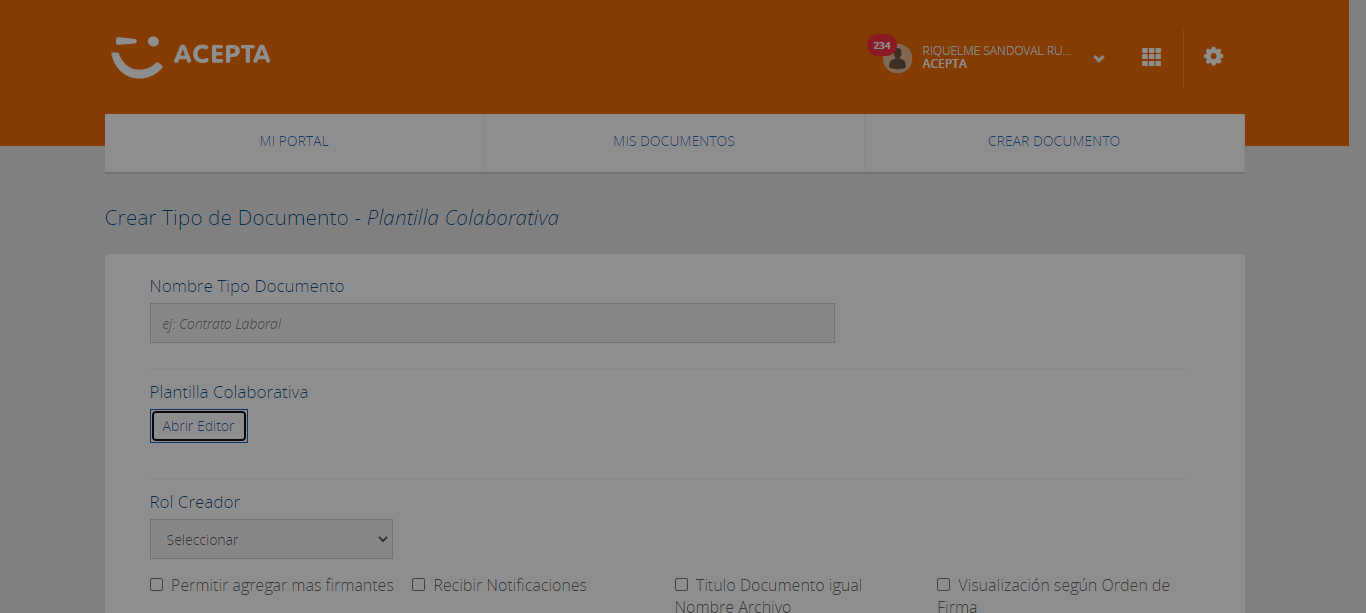 ACEPTA
234
RIQUELME SANDOVAL RU...
ACEPTA
MI PORTAL
MIS DOCUMENTOS
CREAR DOCUMENTO
Crear Tipo de Documento - Plantilla Colaborativa
Nombre Tipo Documento
ej: Contrato Laboral
Plantilla Colaborativa
Abrir Editor
Rol Creador
Seleccionar
Permitir agregar mas firmantes
Recibir Notificaciones
Titulo Documento igual
Nombre Archivo
Visualización según Orden de
Firma